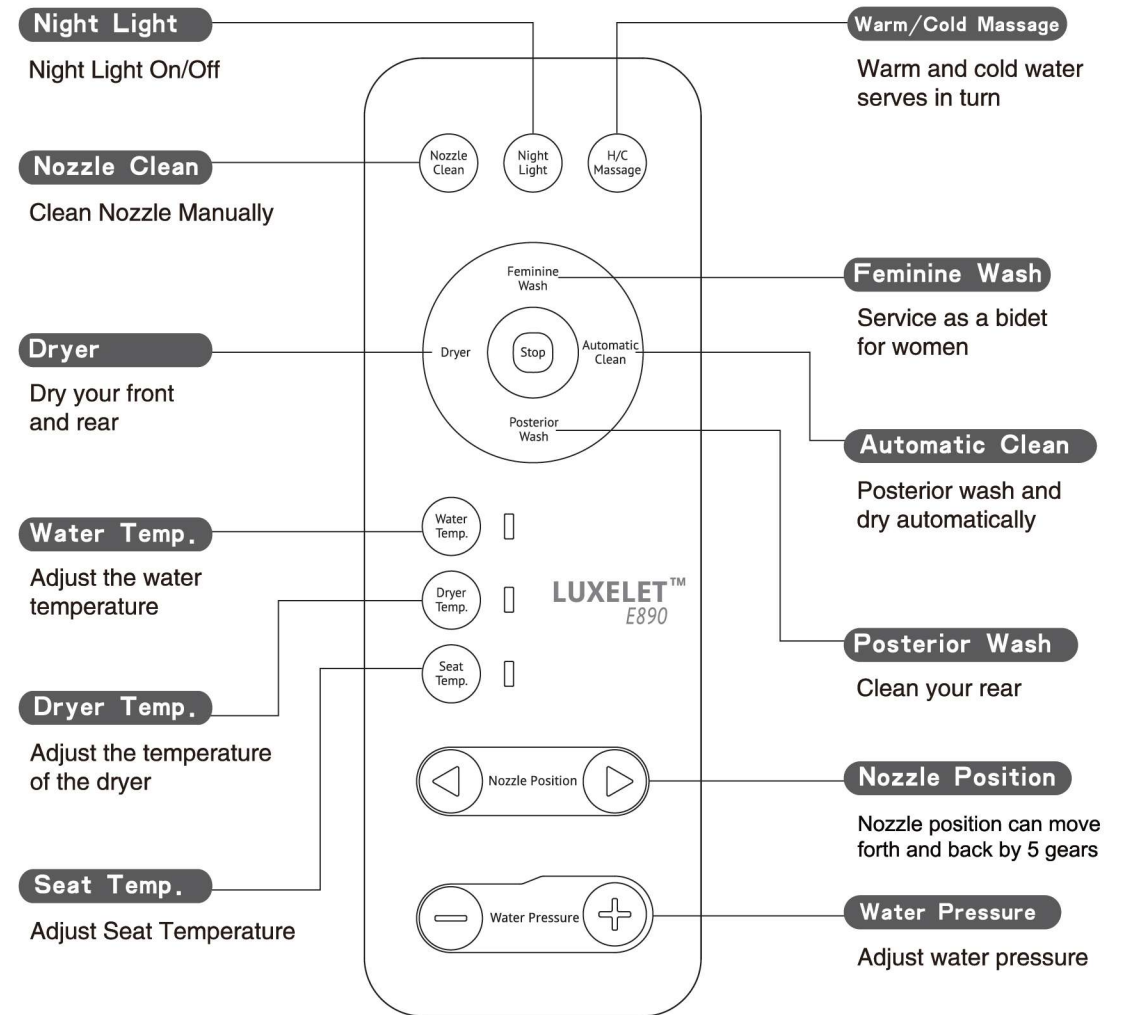 Night Light
Night Light On/Off
Nozzle Clean
Clean Nozzle Manually
Dryer
Dry your front
and rear
Water Temp.
Adjust the water
temperature
Dryer Temp.
Adjust the temperature
of the dryer
Seat Temp.
Adjust Seat Temperature
Nozzle
Clean
Night
Light
H/C
Massage
Feminine
Wash
Dryer
Stop
Automatic
Clean
Posterior
Wash
Water
Temp.
Dryer
Temp.
LUXELET™
E890
Seat
Temp.
Nozzle Position
Water Pressure
Warm/Cold Massage
Warm and cold water
serves in turn
Feminine Wash
Service as a bidet
for women
Automatic Clean
Posterior wash and
dry automatically
Posterior Wash
Clean your rear
Nozzle Position
Nozzle position can move
forth and back by 5 gears
Water Pressure
Adjust water pressure